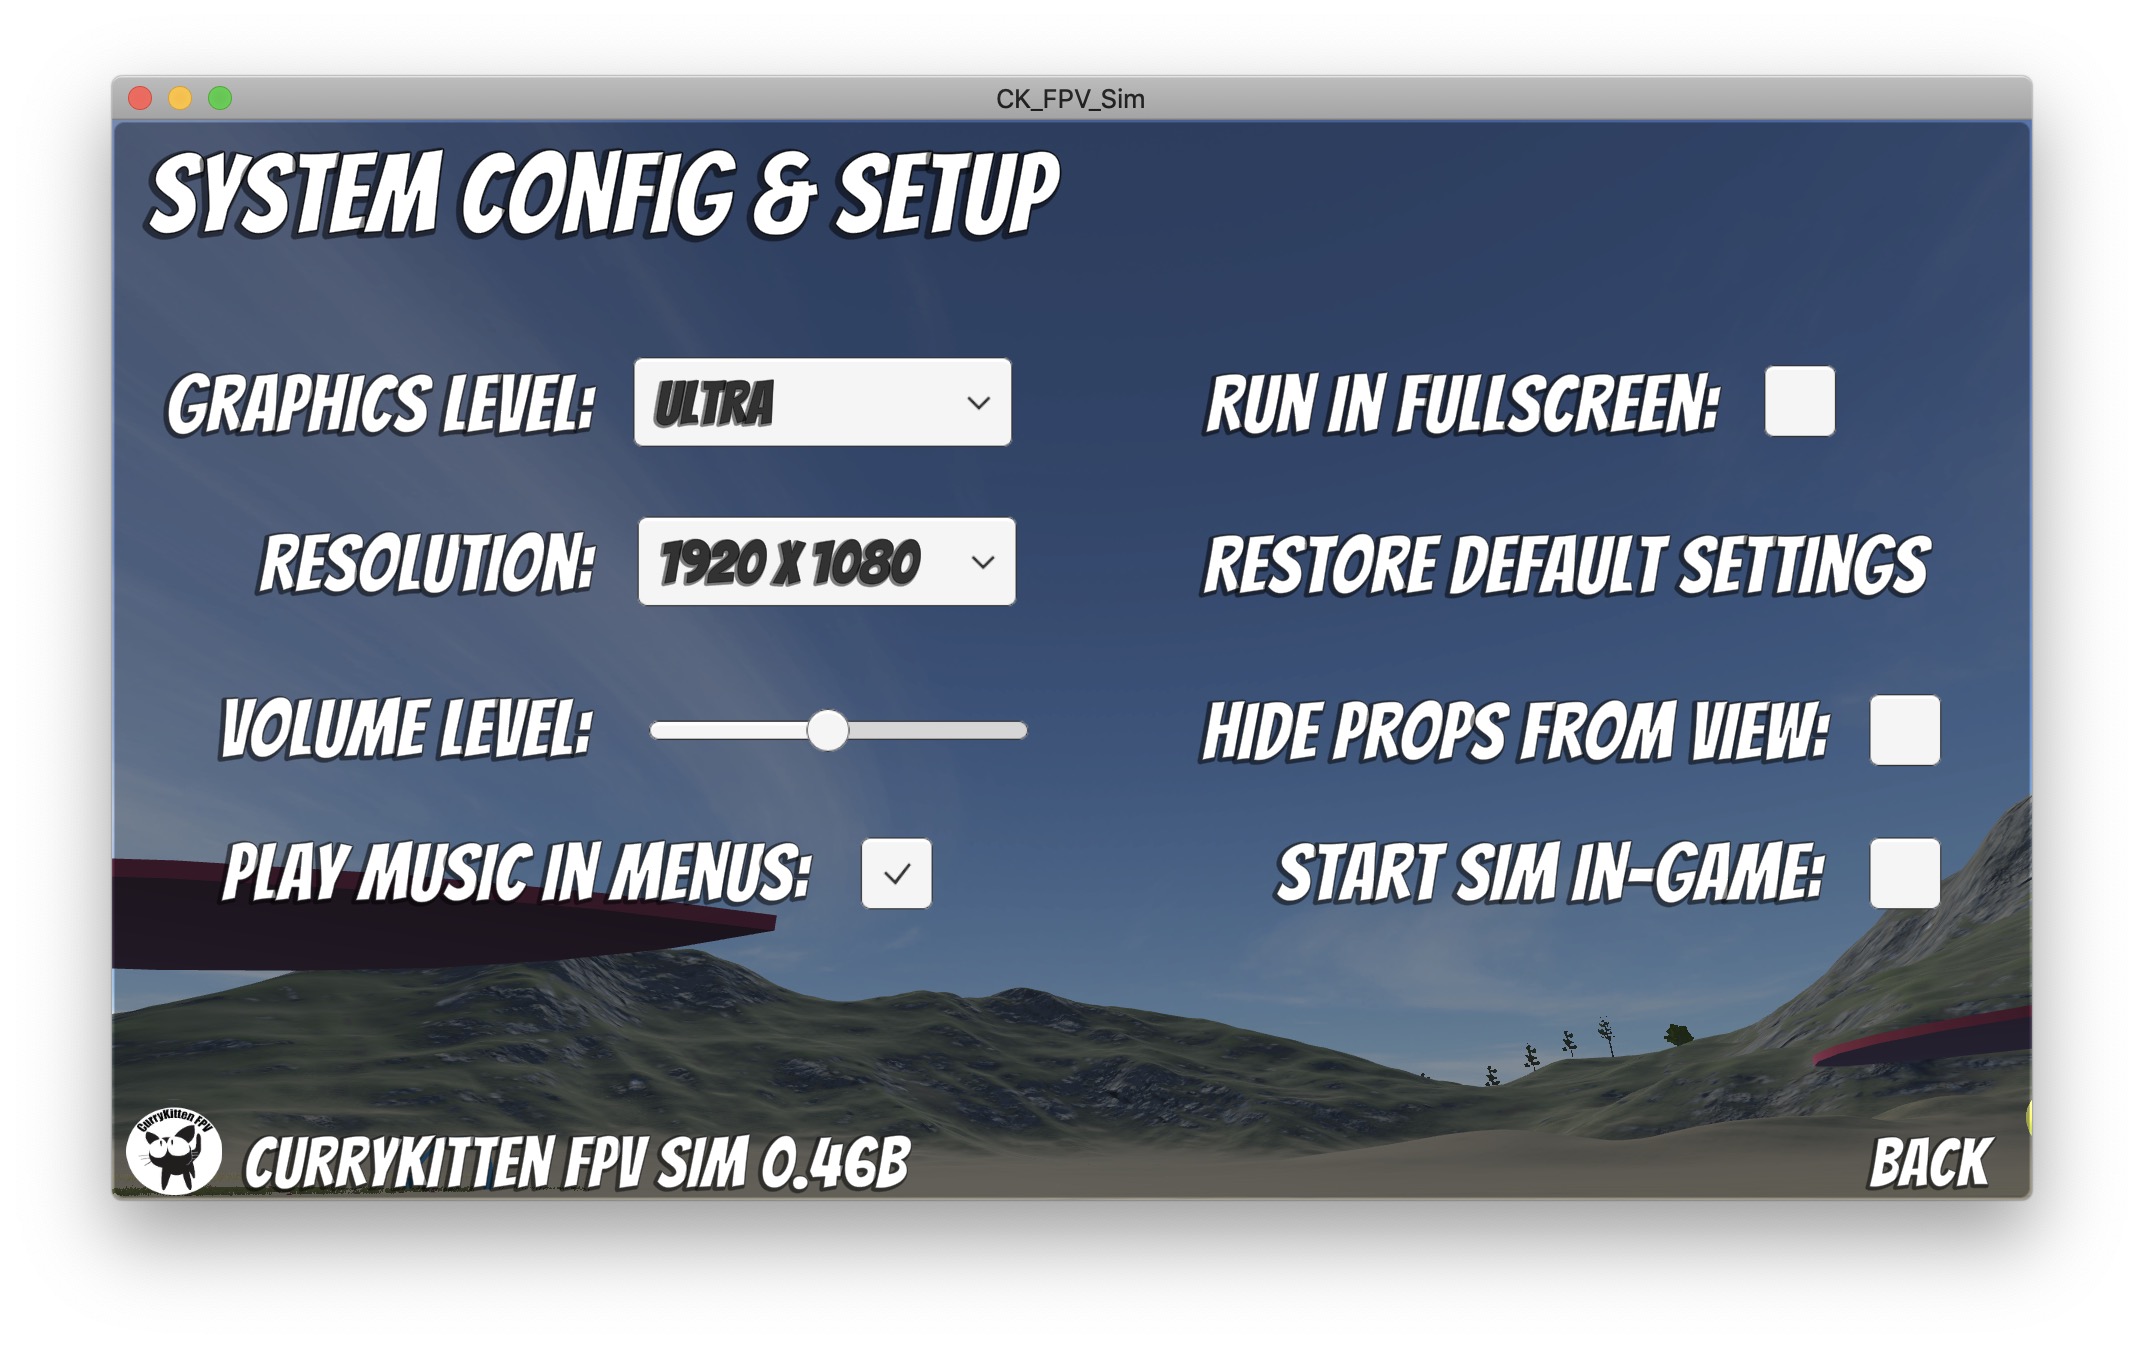 CK_FPV_Sim
SYSTEM CONFIG & SETUP
GRAPHICS LEVEL: ULTRA
RUN IN FULLSCREEN:
RESOLUTION: 1920 X 1080
RESTORE DEFAULT SETTINGS
VOLUME LEVEL:
HIDE PROPS FROM VIEW:
PLAY MUSIC IN MENUS:
START SIM IN-GAME:
CurryKitten FPV
CURRYKITTEN FPV SIM 0.46B
BACK